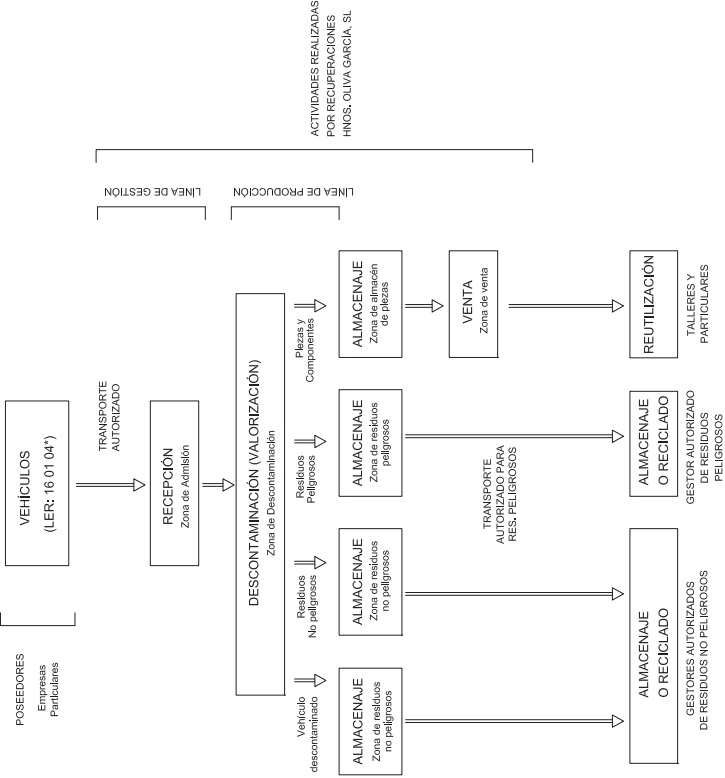 POSEEDORES
Empresas
Particulares
VEHÍCULOS
(LER: 16 01 04*)
TRANSPORTE
AUTORIZADO
RECEPCIÓN
Zona de Admisión
LÍNEA DE GESTIÓN
DESCONTAMINACIÓN (VALORIZACIÓN)
Zona de Descontaminación
LÍNEA DE PRODUCCIÓN
ACTIVIDADES REALIZADAS
POR RECUPERACIONES
HNOS. OLIVA GARCÍA, SL
Vehículo
descontaminado
Residuos
No peligrosos
Residuos
Peligrosos
Piezas y
Componentes
ALMACENAJE
Zona de residuos
no peligrosos
ALMACENAJE
Zona de residuos
no peligrosos
ALMACENAJE
Zona de residuos
peligrosos
ALMACENAJE
Zona de almacén
de piezas
VENTA
Zona de venta
TRANSPORTE
AUTORIZADO PARA
RES. PELIGROSOS
ALMACENAJE
O RECICLADO
GESTORES AUTORIZADOS
DE RESIDUOS NO PELIGROSOS
ALMACENAJE
O RECICLADO
GESTOR AUTORIZADO
DE RESIDUOS
PELIGROSOS
REUTILIZACIÓN
TALLERES Y
PARTICULARES